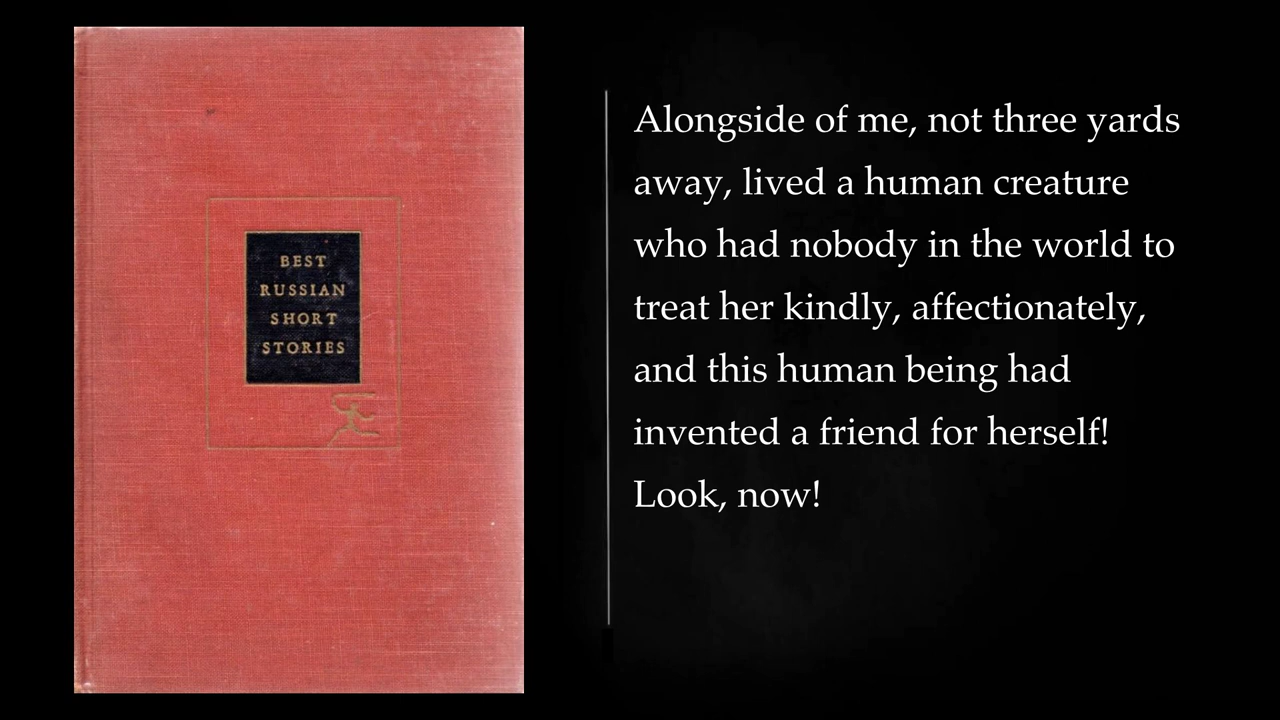 BEST
RUSSIAN
SHORT
STORIES
Alongside of me, not three yards
away, lived a human creature
who had nobody in the world to
treat her kindly, affectionately,
and this human being had
invented a friend for herself!
Look, now!